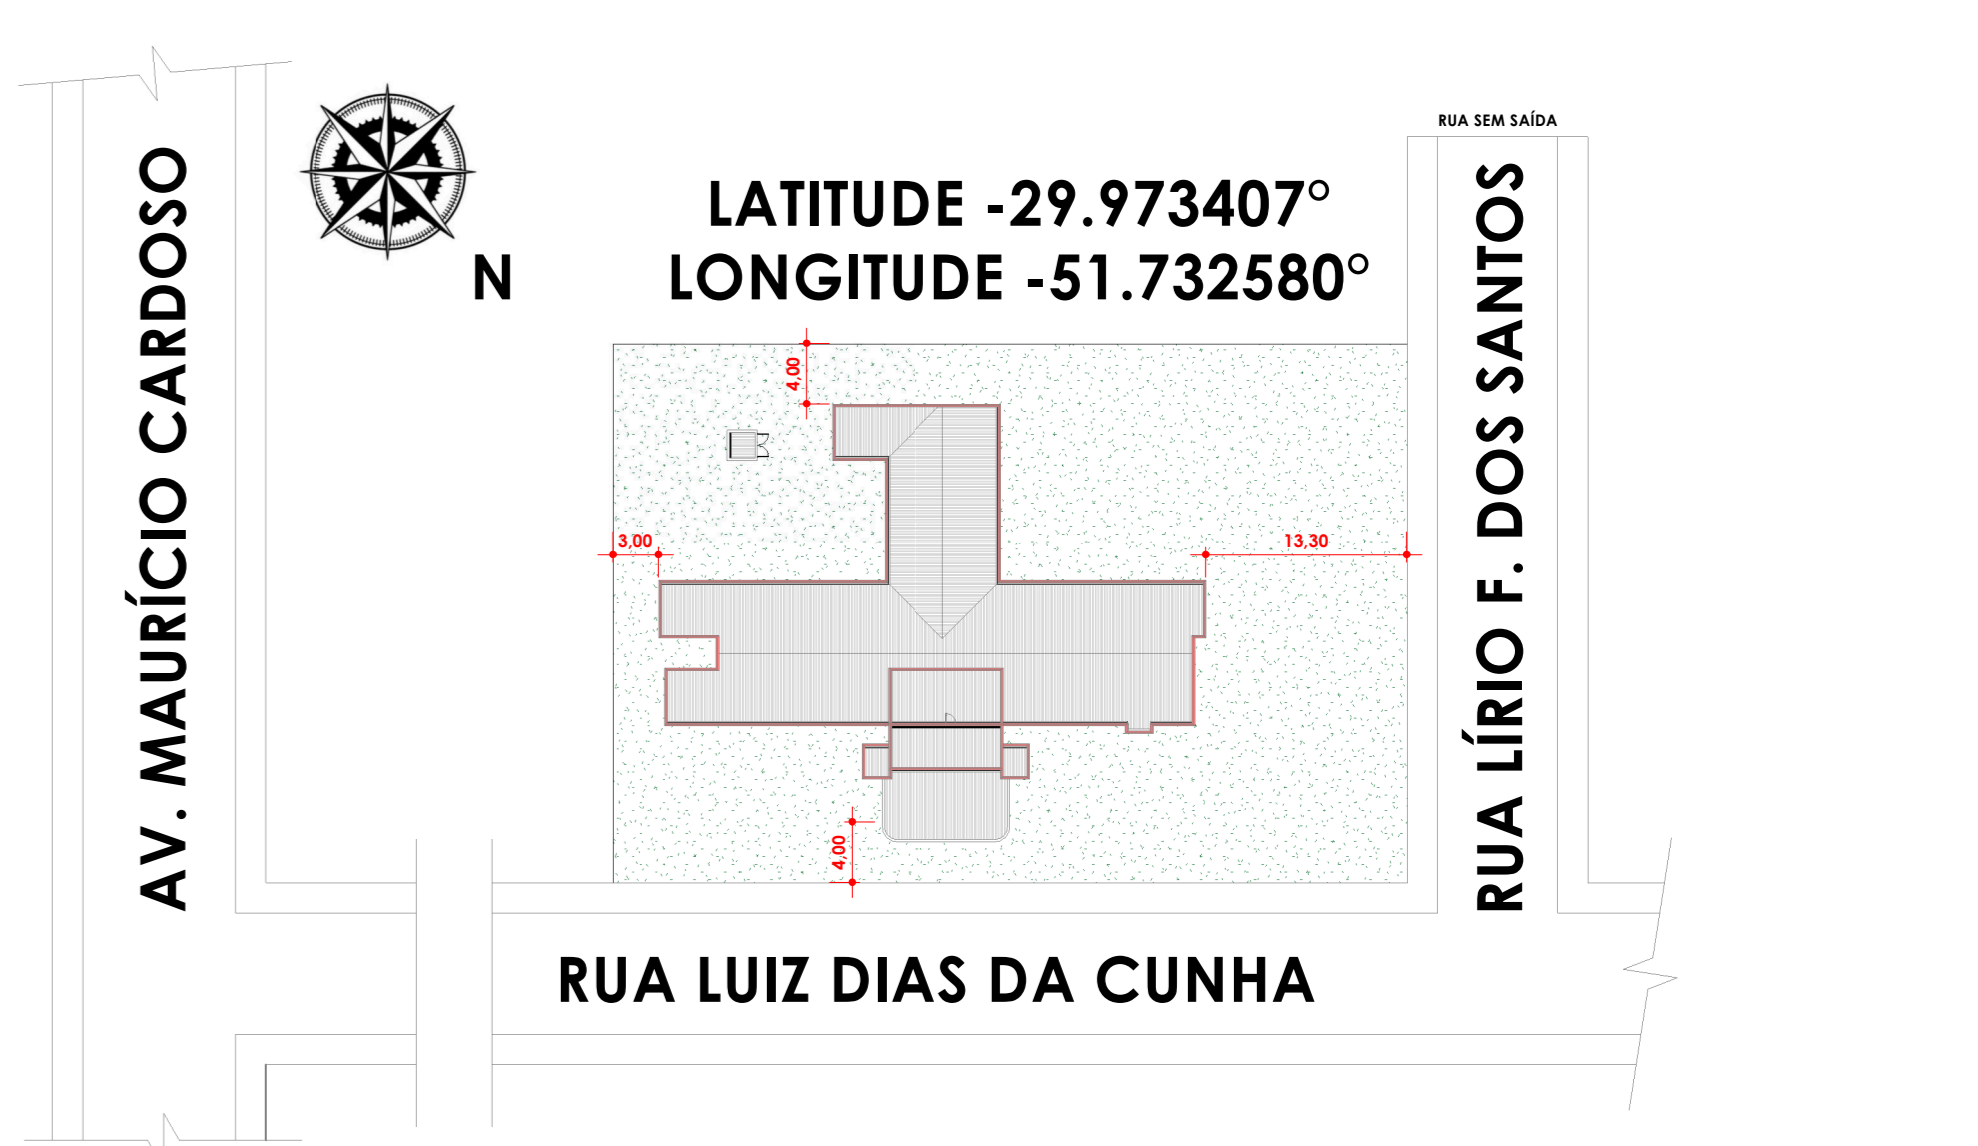 RUA SEM SAÍDA
AV. MAURÍCIO CARDOSO
LATITUDE -29.973407°
LONGITUDE -51.732580°
N
RUA LÍRIO F. DOS SANTOS
4,00
3,00
13,30
4,00
RUA LUIZ DIAS DA CUNHA